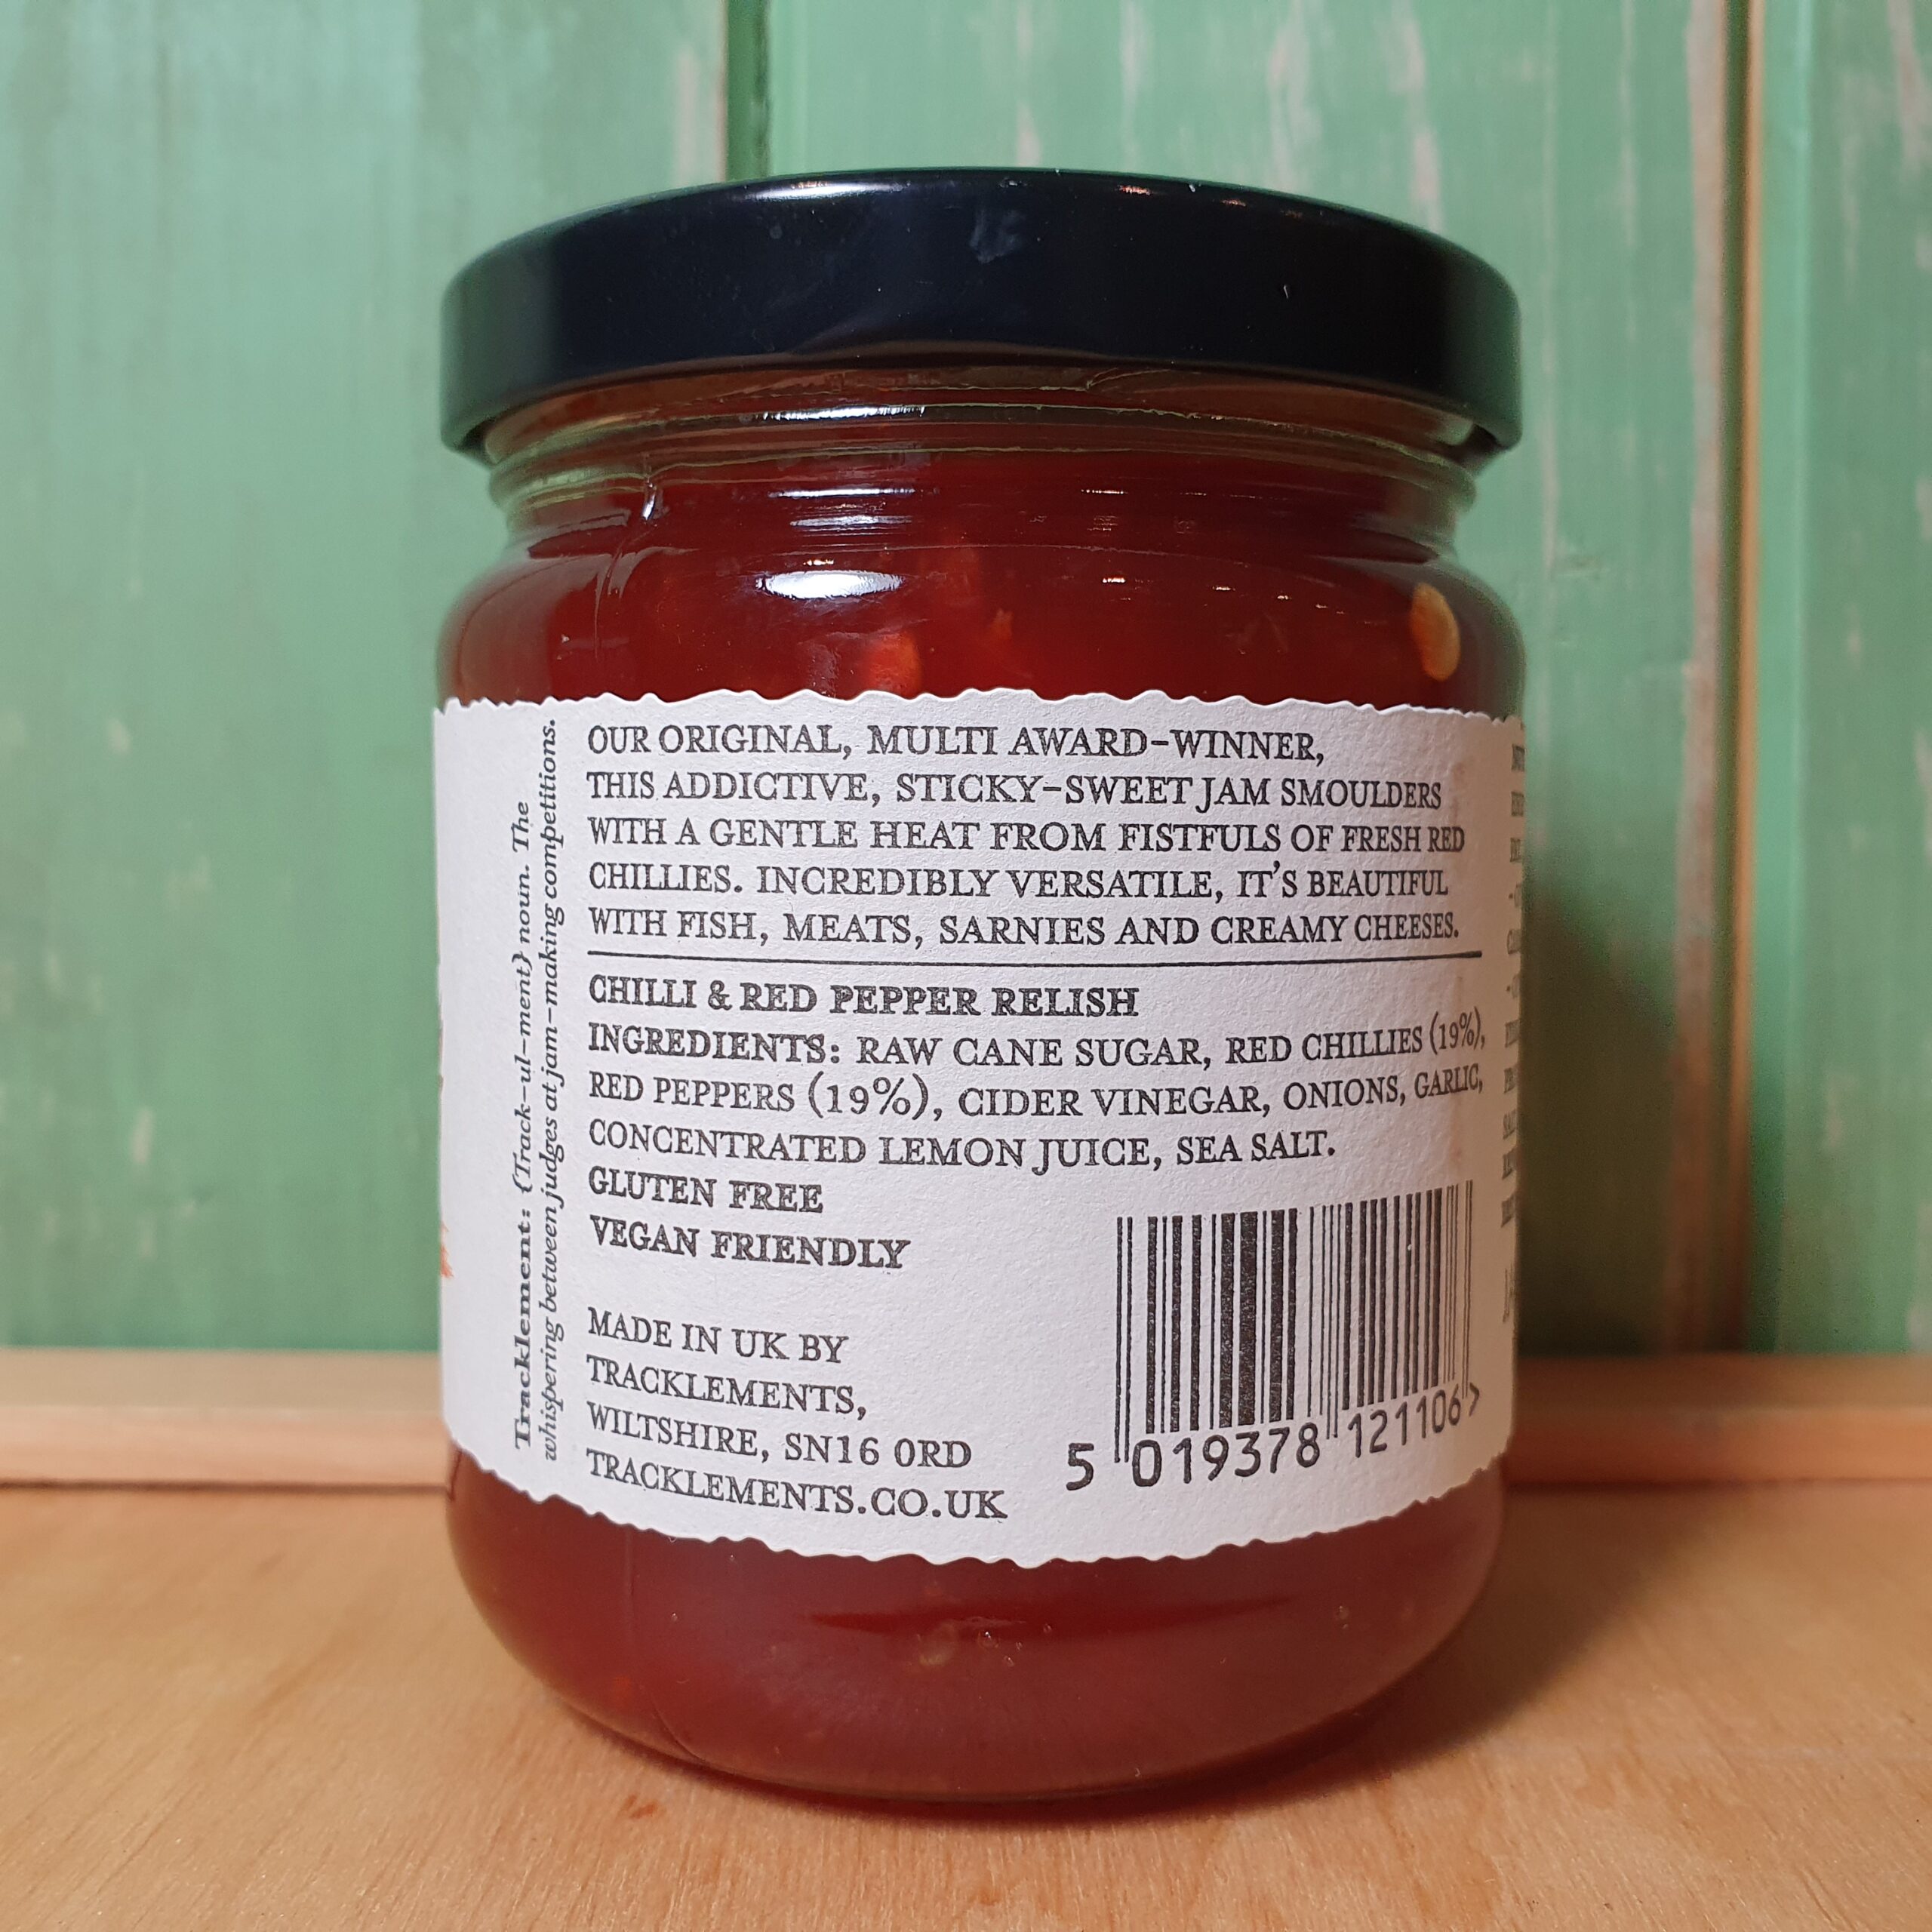 Tracklement: {Track-ul-ment} noun. The
whispering between judges at jam-making competitions.
OUR ORIGINAL, MULTI AWARD-WINNER,
THIS ADDICTIVE, STICKY-SWEET JAM SMOULDERS
WITH A GENTLE HEAT FROM FISTFULS OF FRESH RED
CHILLIES. INCREDIBLY VERSATILE, IT'S BEAUTIFUL
WITH FISH, MEATS, SARNIES AND CREAMY CHEESES.
CHILLI & RED PEPPER RELISH
INGREDIENTS: RAW CANE SUGAR, RED CHILLIES (19%),
RED PEPPERS (19%), CIDER VINEGAR, ONIONS, GARLIC,
CONCENTRATED LEMON JUICE, SEA SALT.
GLUTEN FREE
VEGAN FRIENDLY
MADE IN UK BY
TRACKLEMENTS,
WILTSHIRE, SN16 0RD
TRACKLEMENTS.CO.UK
5 019378 121106 >